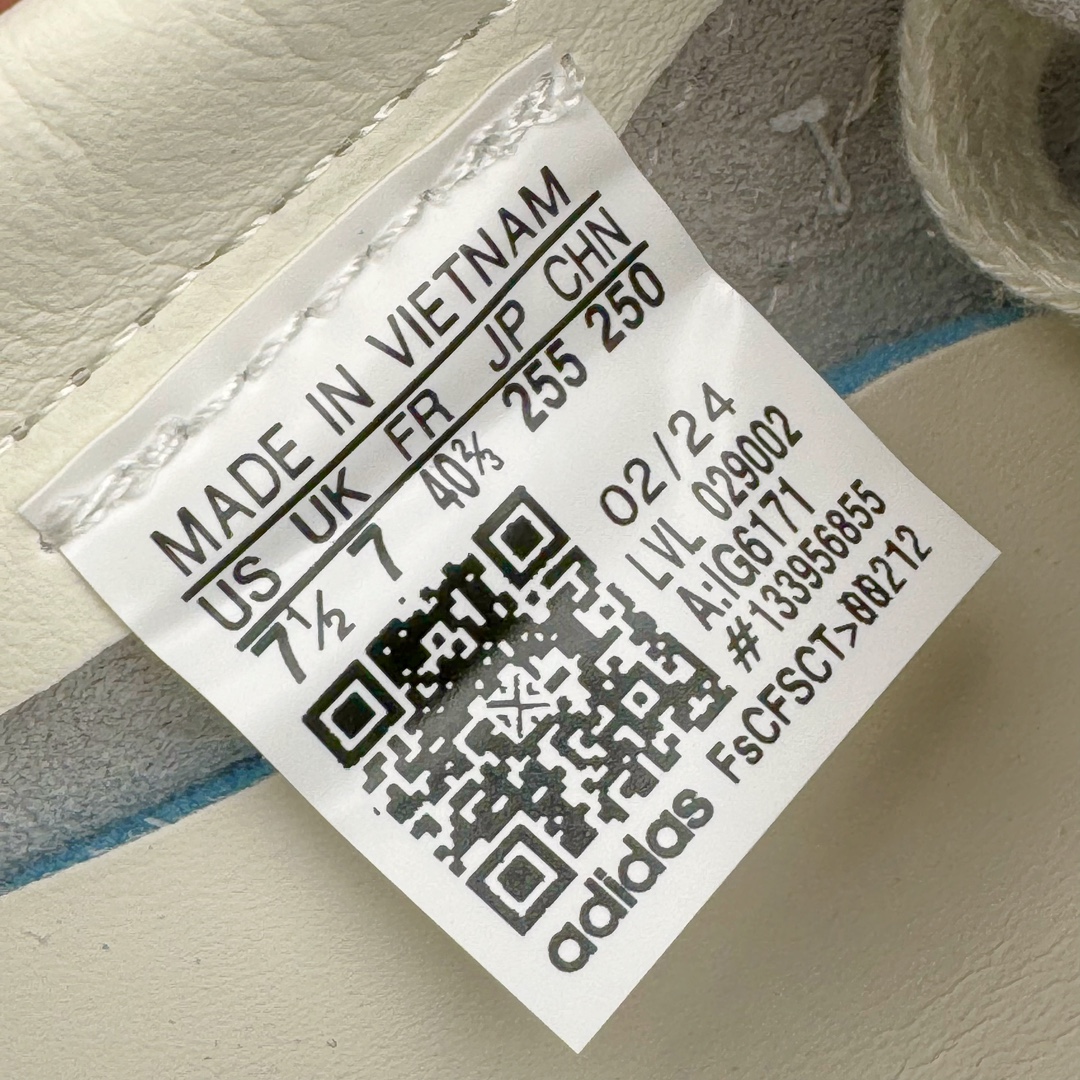 MADE IN VIETNAM
US UK FR JP CHN
7½ 7 40⅔ 255 250
02/24
LVL 029002
A:IG6171
#133956855
FsCFSCT>
adidas